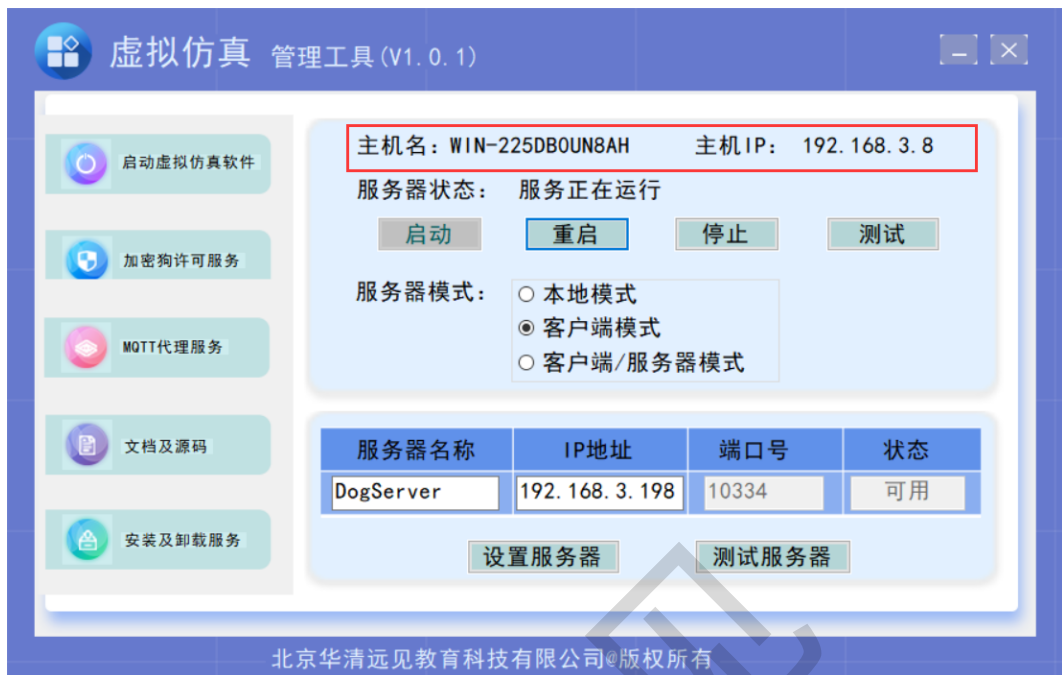 虚拟仿真 管理工具(V1.0.1)
启动虚拟仿真软件
加密狗许可服务
MQTT代理服务
文档及源码
安装及卸载服务
主机名：WIN-225DB0UN8AH 主机IP： 192.168.3.8
服务器状态： 服务正在运行
启动 重启 停止 测试
服务器模式： 本地模式
客户端模式
客户端/服务器模式
服务器名称 IP地址 端口号 状态
DogServer 192.168.3.198 10334 可用
设置服务器 测试服务器
北京华清远见教育科技有限公司@版权所有
见